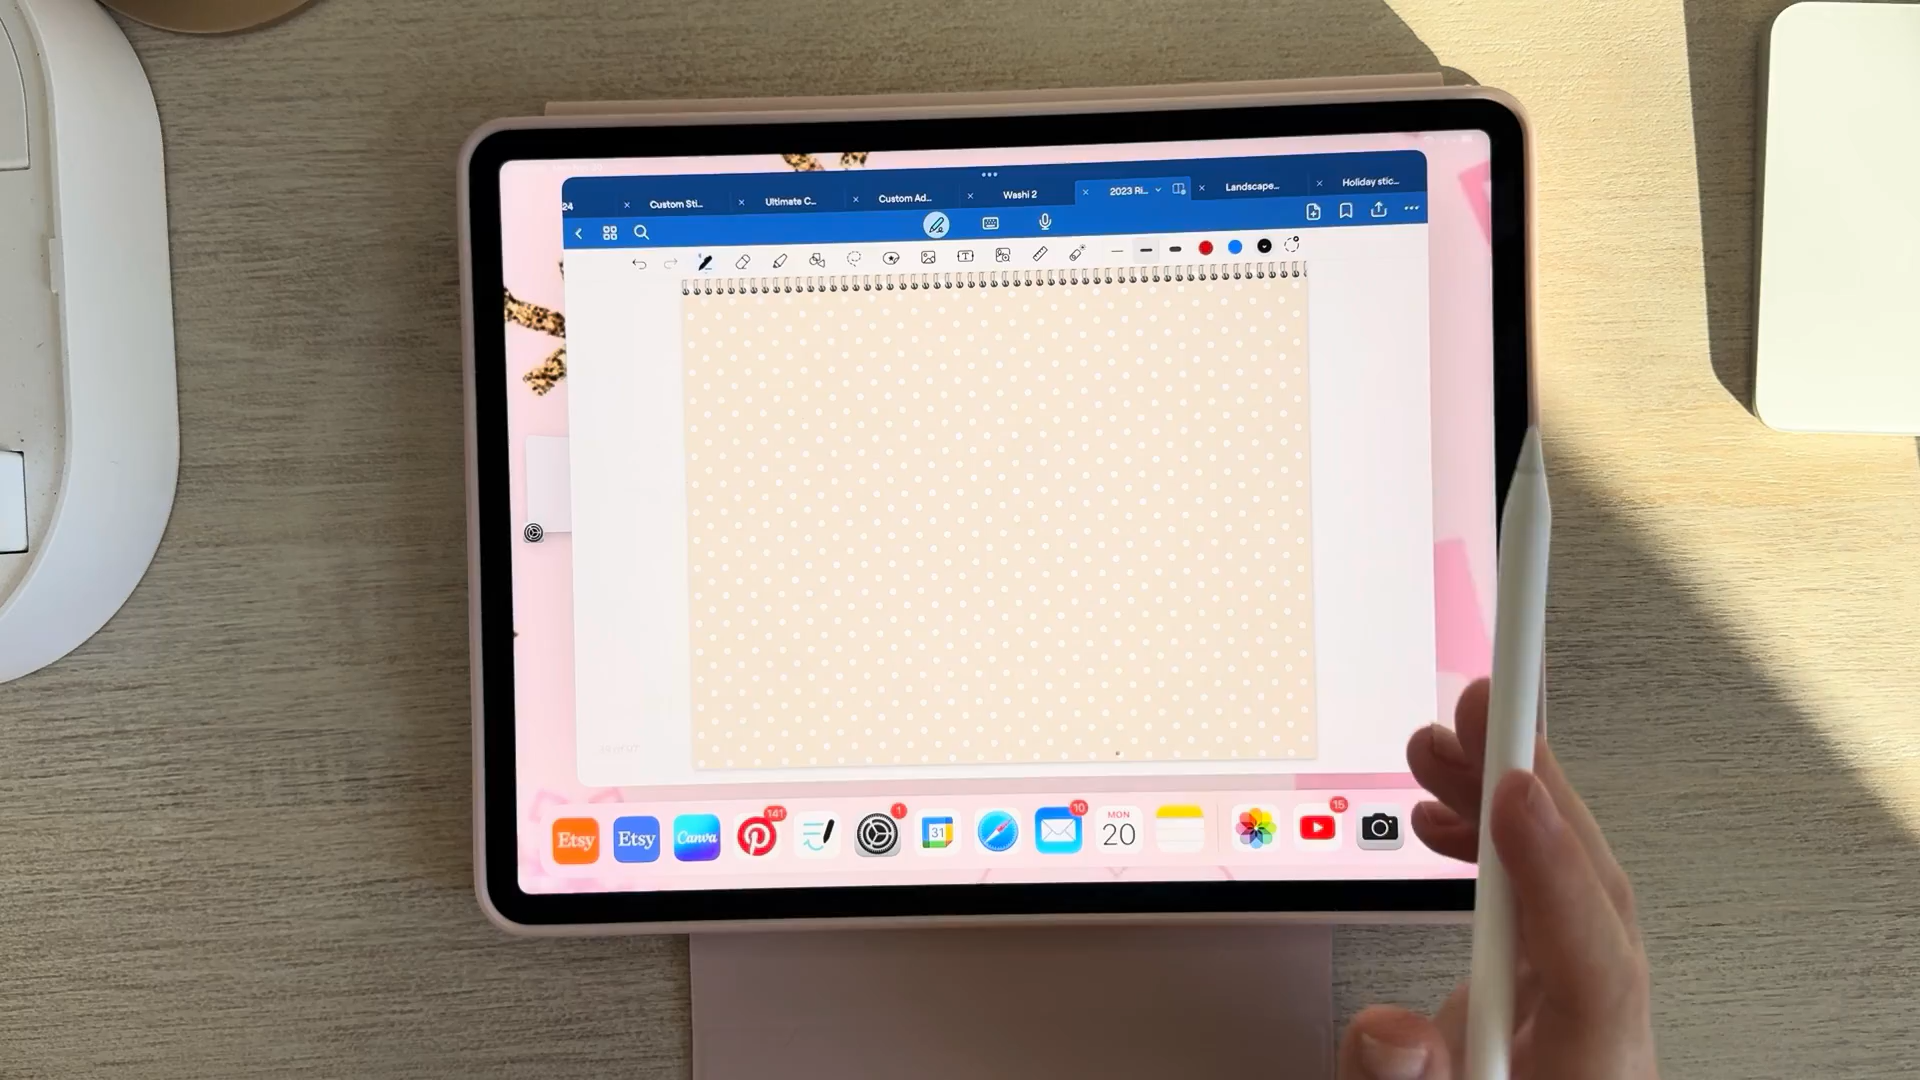 24
Custom Sti...
Ultimate C...
Custom Ad...
Washi 2
2023 Ri...
Landscape...
Holiday stic...
T
Etsy
Etsy
Canva
141
1
31
10
MON
20
15